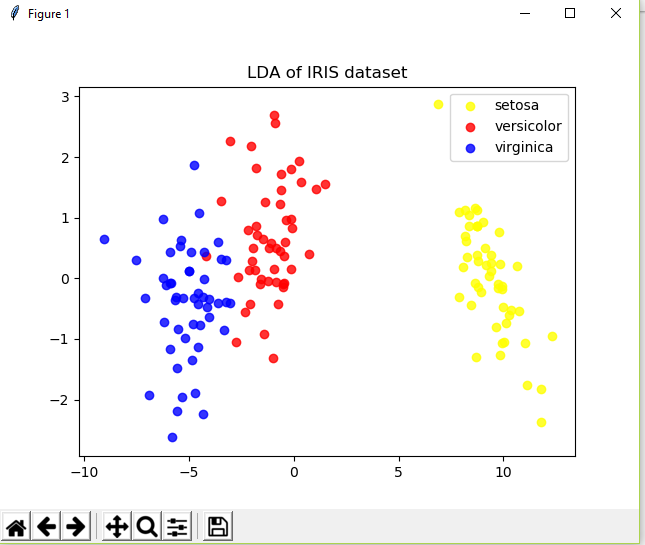 Figure 1
LDA of IRIS dataset
setosa
versicolor
virginica
3
2
1
0
−1
−2
−10
−5
0
5
10